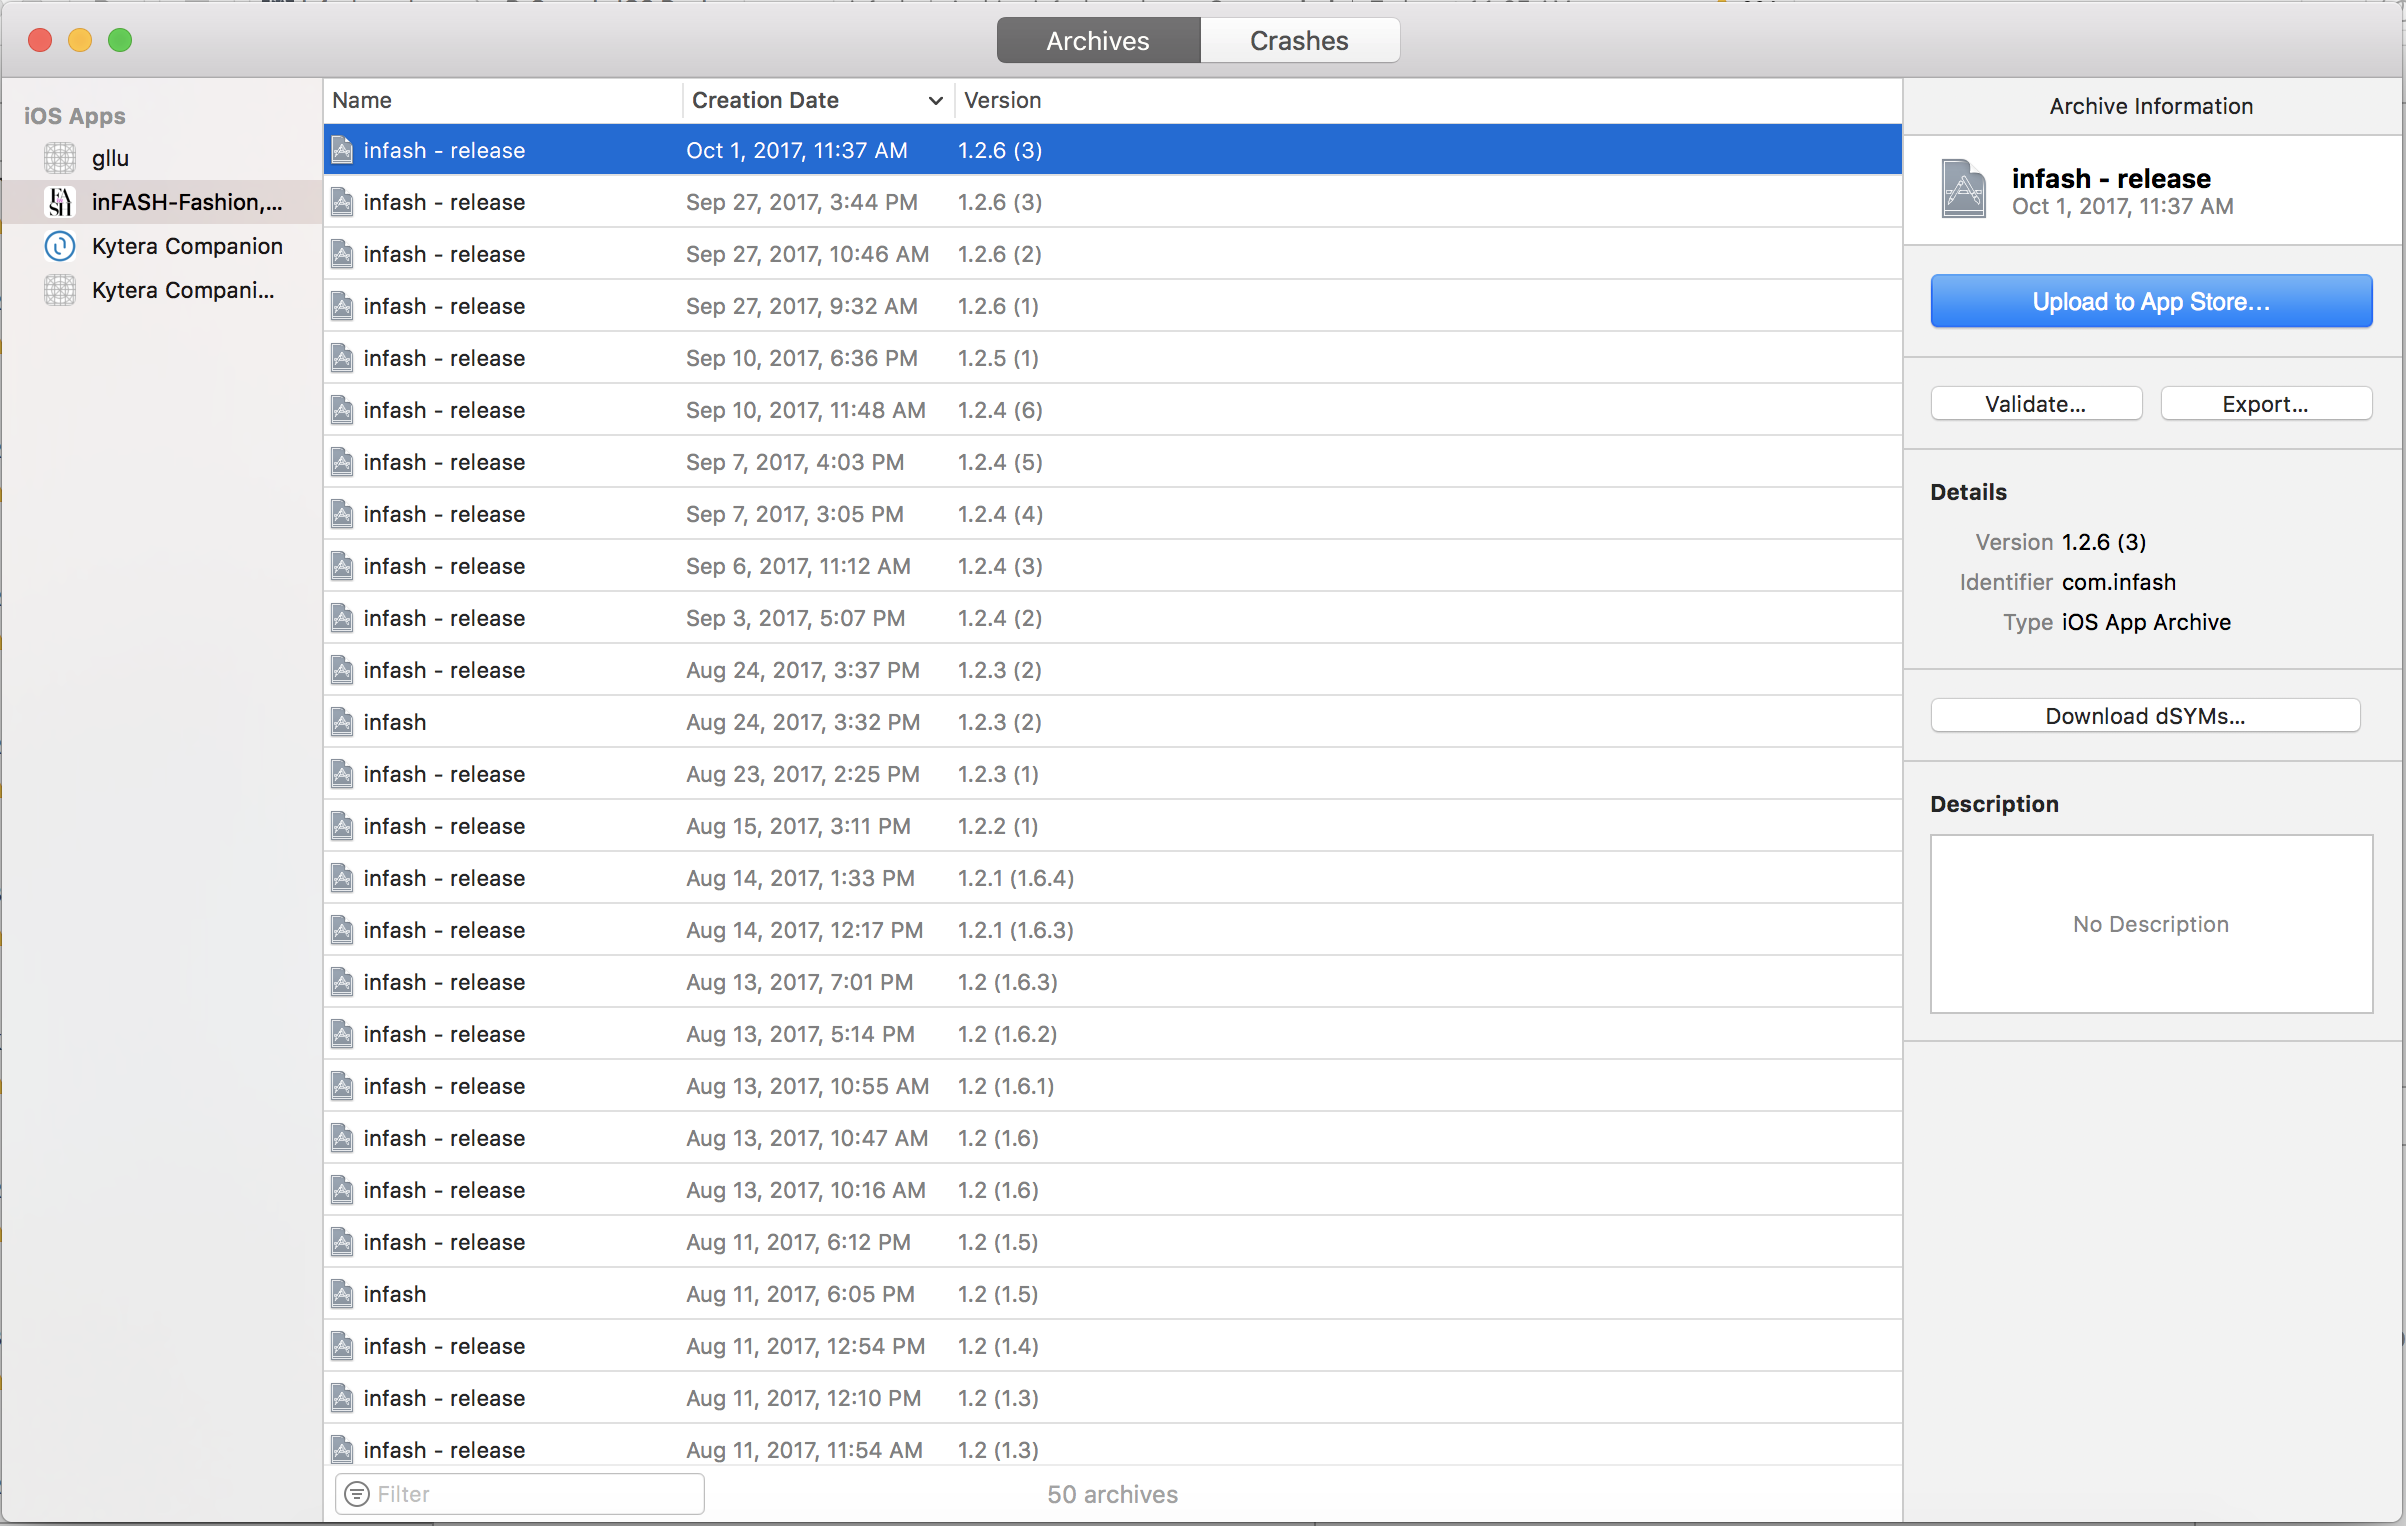 Archives Crashes
iOS Apps
gllu
inFASH-Fashion,...
Kytera Companion
Kytera Compani...
Name Creation Date Version
infash - release Oct 1, 2017, 11:37 AM 1.2.6 (3)
infash - release Sep 27, 2017, 3:44 PM 1.2.6 (3)
infash - release Sep 27, 2017, 10:46 AM 1.2.6 (2)
infash - release Sep 27, 2017, 9:32 AM 1.2.6 (1)
infash - release Sep 10, 2017, 6:36 PM 1.2.5 (1)
infash - release Sep 10, 2017, 11:48 AM 1.2.4 (6)
infash - release Sep 7, 2017, 4:03 PM 1.2.4 (5)
infash - release Sep 7, 2017, 3:05 PM 1.2.4 (4)
infash - release Sep 6, 2017, 11:12 AM 1.2.4 (3)
infash - release Sep 3, 2017, 5:07 PM 1.2.4 (2)
infash - release Aug 24, 2017, 3:37 PM 1.2.3 (2)
infash Aug 24, 2017, 3:32 PM 1.2.3 (2)
infash - release Aug 23, 2017, 2:25 PM 1.2.3 (1)
infash - release Aug 15, 2017, 3:11 PM 1.2.2 (1)
infash - release Aug 14, 2017, 1:33 PM 1.2.1 (1.6.4)
infash - release Aug 14, 2017, 12:17 PM 1.2.1 (1.6.3)
infash - release Aug 13, 2017, 7:01 PM 1.2 (1.6.3)
infash - release Aug 13, 2017, 5:14 PM 1.2 (1.6.2)
infash - release Aug 13, 2017, 10:55 AM 1.2 (1.6.1)
infash - release Aug 13, 2017, 10:47 AM 1.2 (1.6)
infash - release Aug 13, 2017, 10:16 AM 1.2 (1.6)
infash - release Aug 11, 2017, 6:12 PM 1.2 (1.5)
infash Aug 11, 2017, 6:05 PM 1.2 (1.5)
infash - release Aug 11, 2017, 12:54 PM 1.2 (1.4)
infash - release Aug 11, 2017, 12:10 PM 1.2 (1.3)
infash - release Aug 11, 2017, 11:54 AM 1.2 (1.3)
Filter 50 archives
Archive Information
infash - release
Oct 1, 2017, 11:37 AM
Upload to App Store...
Validate... Export...
Details
Version 1.2.6 (3)
Identifier com.infash
Type iOS App Archive
Download dSYMs...
Description
No Description